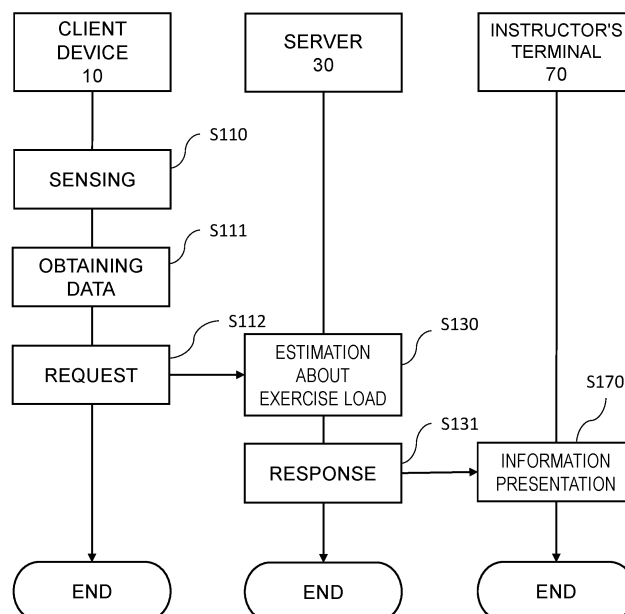 CLIENT
DEVICE
10
SERVER
30
INSTRUCTOR'S
TERMINAL
70
S110
SENSING
S111
OBTAINING
DATA
S112
REQUEST
S130
ESTIMATION
ABOUT
EXERCISE LOAD
S131
RESPONSE
S170
INFORMATION
PRESENTATION
END
END
END